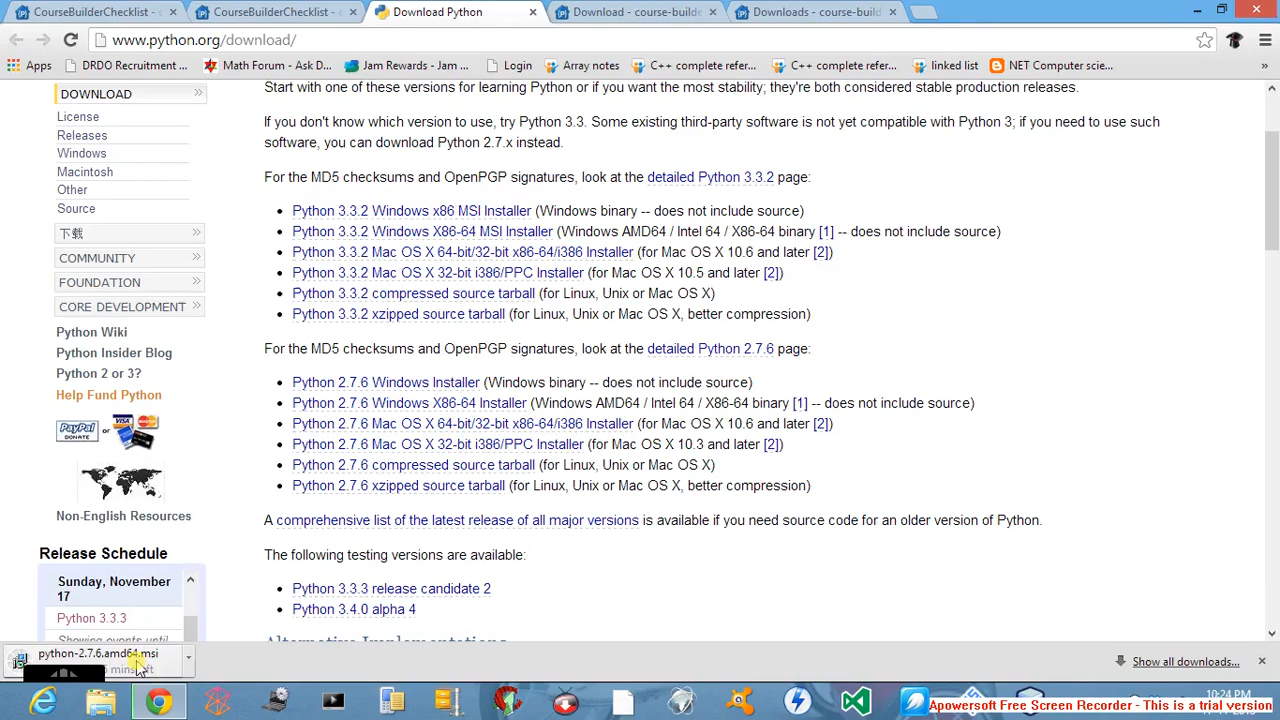 CourseBuilderChecklist - c
CourseBuilderChecklist - c
Download Python
Download - course-builde
Downloads - course-build
www.python.org/download/
Apps
DRDO Recruitment ...
Math Forum - Ask D...
Jam Rewards - Jam ...
Login
Array notes
C++ complete refer...
C++ complete refer...
linked list
NET Computer scie...
DOWNLOAD
License
Releases
Windows
Macintosh
Other
Source
下载
COMMUNITY
FOUNDATION
CORE DEVELOPMENT
Python Wiki
Python Insider Blog
Python 2 or 3?
Help Fund Python
PayPal
DONATE
or
VISA
Non-English Resources
Release Schedule
Sunday, November
17
Python 3.3.3
Showing events until
Start with one of these versions for learning Python or if you want the most stability; they're both considered stable production releases.
If you don't know which version to use, try Python 3.3. Some existing third-party software is not yet compatible with Python 3; if you need to use such
software, you can download Python 2.7.x instead.
For the MD5 checksums and OpenPGP signatures, look at the detailed Python 3.3.2 page:
• Python 3.3.2 Windows x86 MSI Installer (Windows binary -- does not include source)
• Python 3.3.2 Windows X86-64 MSI Installer (Windows AMD64 / Intel 64 / X86-64 binary [1] -- does not include source)
• Python 3.3.2 Mac OS X 64-bit/32-bit x86-64/i386 Installer (for Mac OS X 10.6 and later [2])
• Python 3.3.2 Mac OS X 32-bit i386/PPC Installer (for Mac OS X 10.5 and later [2])
• Python 3.3.2 compressed source tarball (for Linux, Unix or Mac OS X)
• Python 3.3.2 xzipped source tarball (for Linux, Unix or Mac OS X, better compression)
For the MD5 checksums and OpenPGP signatures, look at the detailed Python 2.7.6 page:
• Python 2.7.6 Windows Installer (Windows binary -- does not include source)
• Python 2.7.6 Windows X86-64 Installer (Windows AMD64 / Intel 64 / X86-64 binary [1] -- does not include source)
• Python 2.7.6 Mac OS X 64-bit/32-bit x86-64/i386 Installer (for Mac OS X 10.6 and later [2])
• Python 2.7.6 Mac OS X 32-bit i386/PPC Installer (for Mac OS X 10.3 and later [2])
• Python 2.7.6 compressed source tarball (for Linux, Unix or Mac OS X)
• Python 2.7.6 xzipped source tarball (for Linux, Unix or Mac OS X, better compression)
A comprehensive list of the latest release of all major versions is available if you need source code for an older version of Python.
The following testing versions are available:
• Python 3.3.3 release candidate 2
• Python 3.4.0 alpha 4
Alternative Implementations
python-2.7.6.amd64.msi
mins left
Show all downloads...
10:24 PM
Apowersoft Free Screen Recorder - This is a trial version